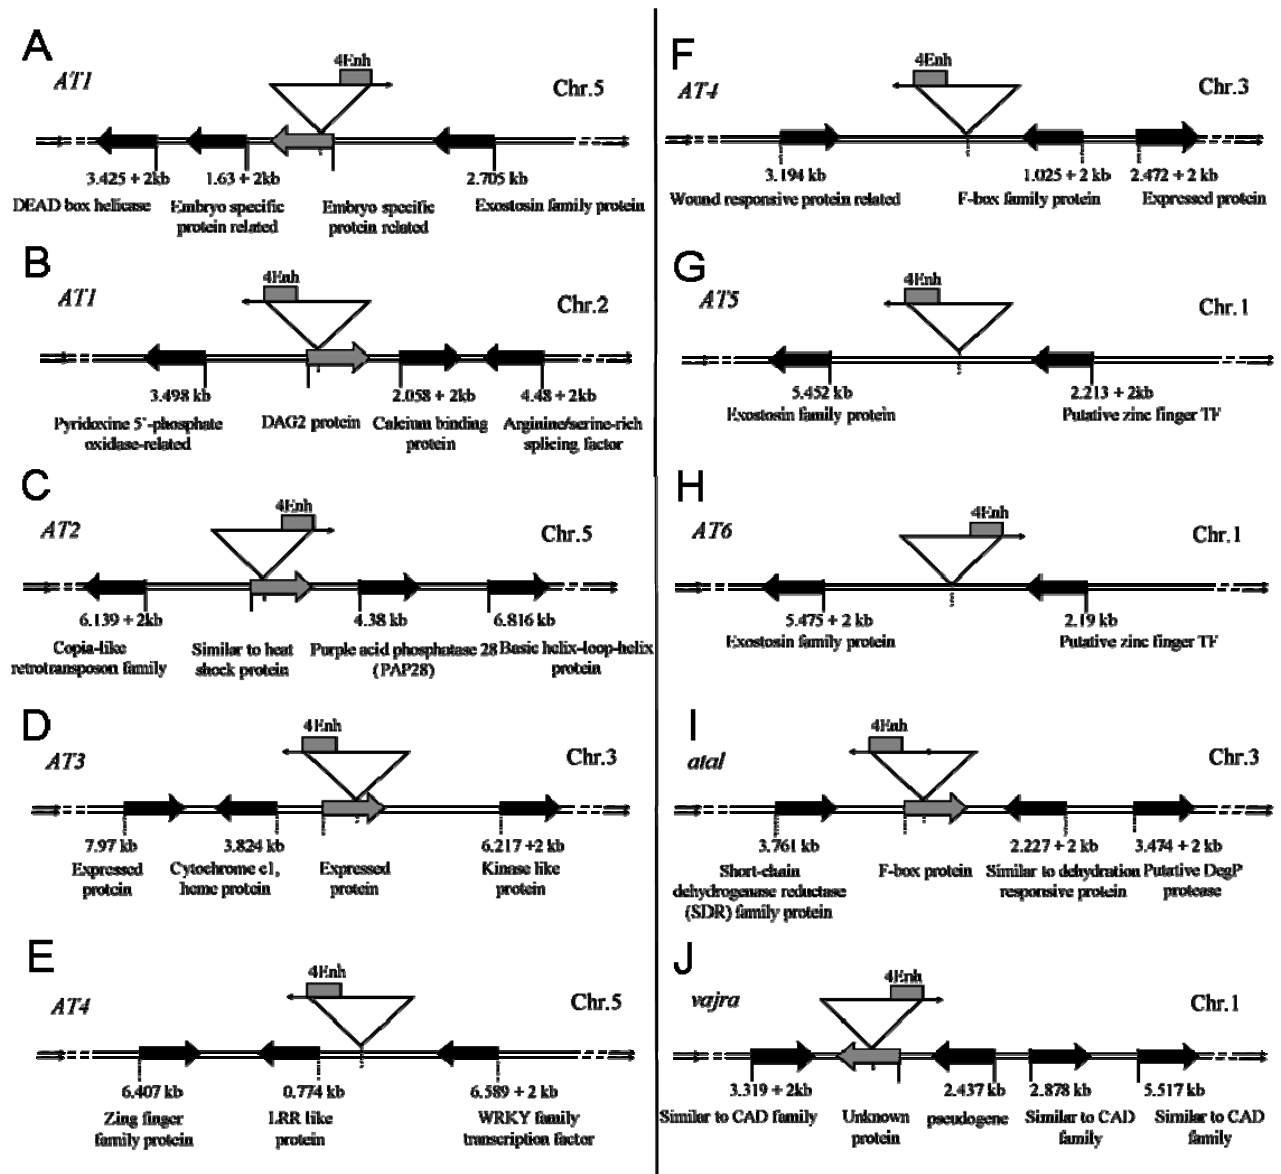 A
4Enh
AT1
Chr.5
3.425 + 2kb
1.63 + 2kb
2.705 kb
DEAD box helicase
Embryo specific
protein related
Embryo specific
protein related
Exostosin family protein
B
4Enh
AT1
Chr.2
3.498 kb
2.058 + 2kb
4.48 + 2kb
Pyridoxine 5'-phosphate
oxidase-related
DAG2 protein
Calcium binding
protein
Arginine/serine-rich
splicing factor
C
4Enh
AT2
Chr.5
6.139 + 2kb
4.38 kb
6.816 kb
Copia-like
retrotransposon family
Similar to heat
shock protein
Purple acid phosphatase 28
(PAP28)
Basic helix-loop-helix
protein
D
4Enh
AT3
Chr.3
7.97 kb
3.824 kb
6.217 +2 kb
Expressed
protein
Cytochrome c1,
heme protein
Expressed
protein
Kinase like
protein
E
4Enh
AT4
Chr.5
6.407 kb
0.774 kb
6.589 + 2 kb
Zing finger
family protein
LRR like
protein
WRKY family
transcription factor
F
4Enh
AT4
Chr.3
3.194 kb
1.025 + 2 kb
2.472 + 2 kb
Wound responsive protein related
F-box family protein
Expressed protein
G
4Enh
AT5
Chr.1
5.452 kb
2.213 + 2kb
Exostosin family protein
Putative zinc finger TF
H
4Enh
AT6
Chr.1
5.475 + 2 kb
2.19 kb
Exostosin family protein
Putative zinc finger TF
I
4Enh
atal
Chr.3
3.761 kb
2.227 + 2 kb
3.474 + 2 kb
Short-chain
dehydrogenase reductase
(SDR) family protein
F-box protein
Similar to dehydration
responsive protein
Putative DegP
protease
J
4Enh
vajra
Chr.1
3.319 + 2kb
2.437 kb
2.878 kb
5.517 kb
Similar to CAD family
Unknown
protein
pseudogene
Similar to CAD
family
Similar to CAD
family